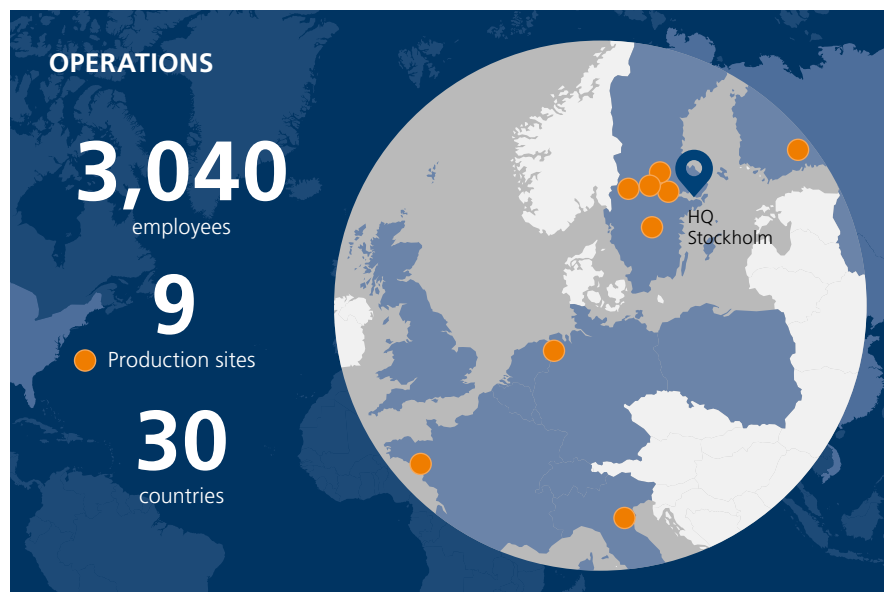 OPERATIONS
3,040
employees
9
Production sites
30
countries
HQ
Stockholm